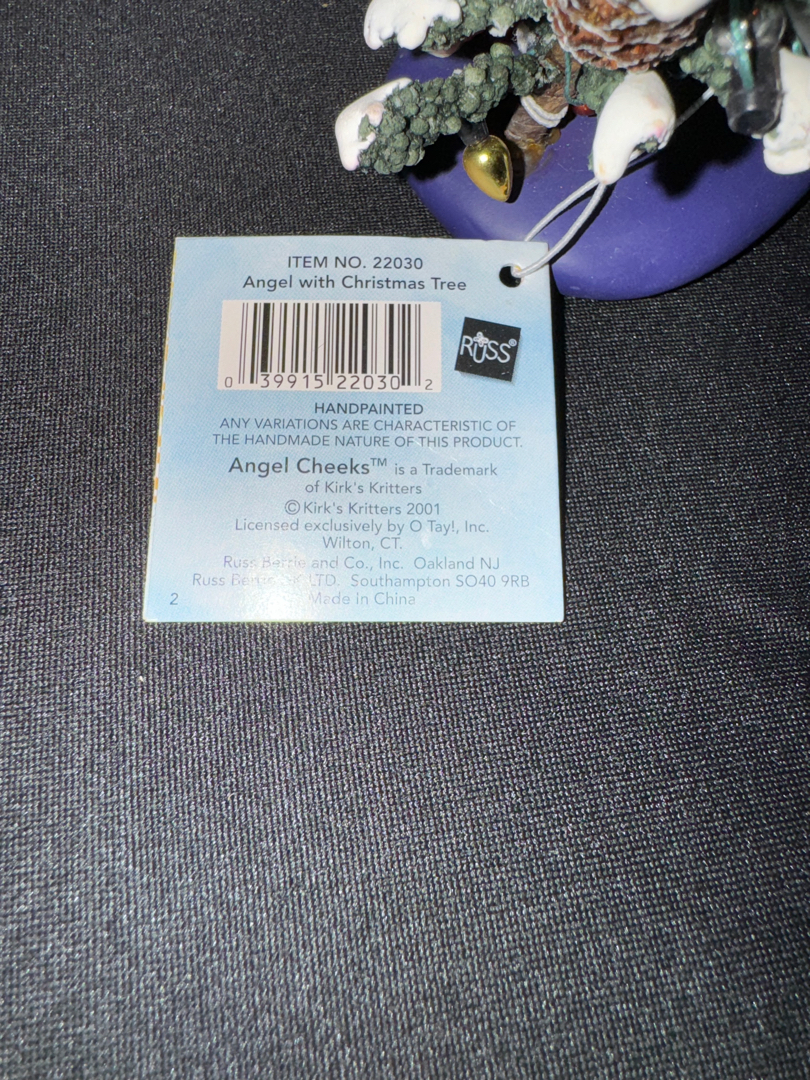 ITEM NO. 22030
Angel with Christmas Tree
RUSS®
0 39915 22030 2
HANDPAINTED
ANY VARIATIONS ARE CHARACTERISTIC OF
THE HANDMADE NATURE OF THIS PRODUCT.
Angel Cheeks™ is a Trademark
of Kirk's Kritters
©Kirk's Kritters 2001
Licensed exclusively by O Tay!, Inc.
Wilton, CT.
Russ Berrie and Co., Inc. Oakland NJ
Russ Berrie LTD. Southampton SO40 9RB
2 Made in China